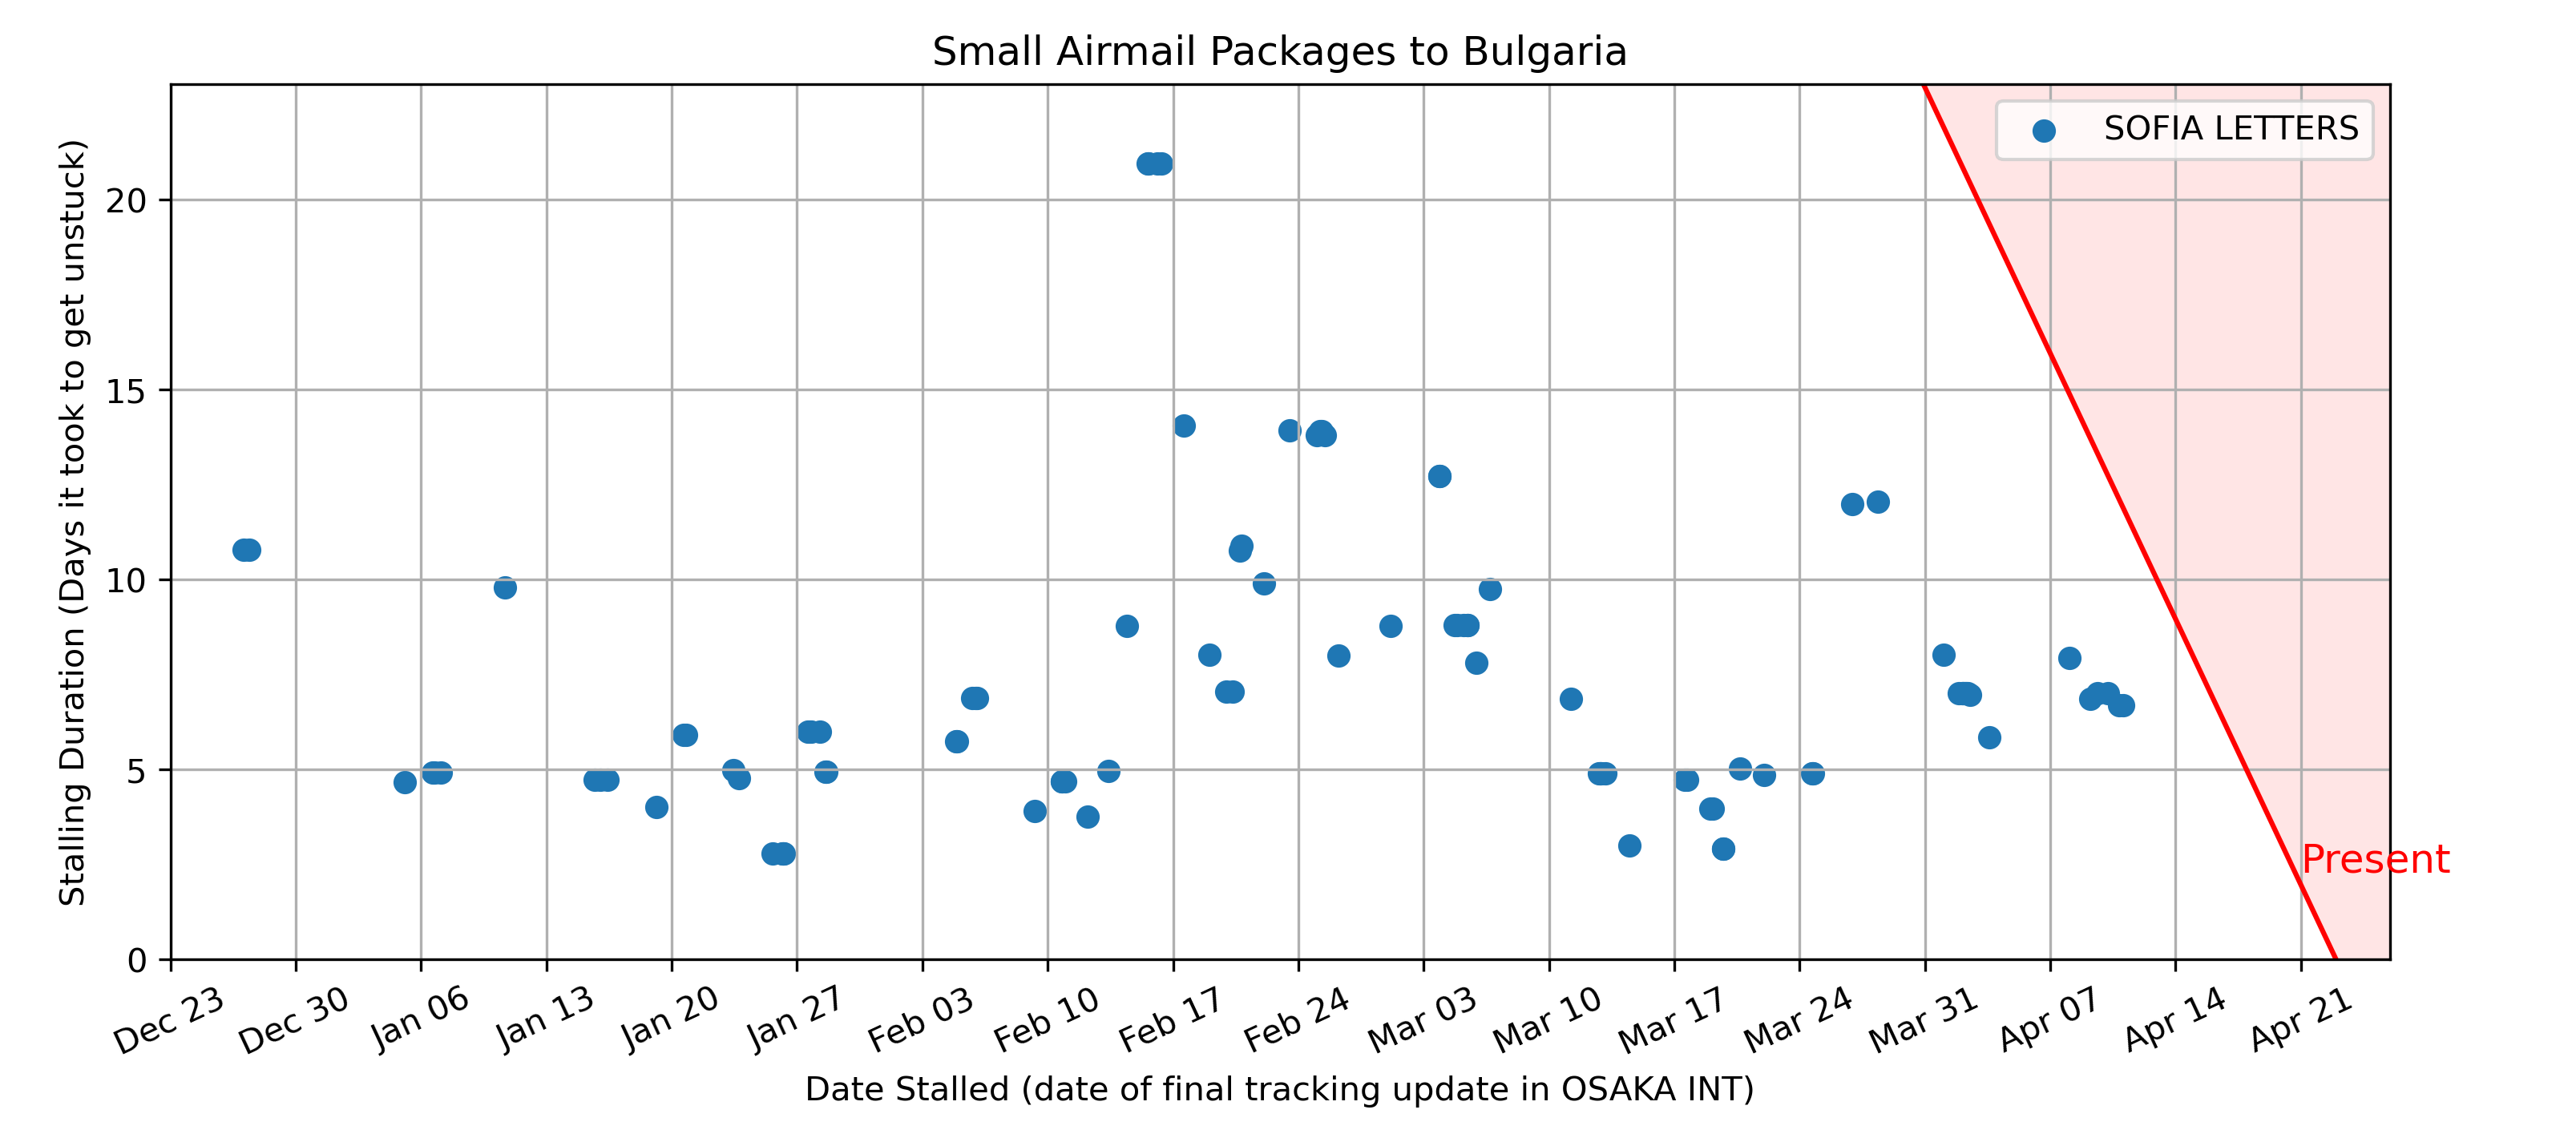 Small Airmail Packages to Bulgaria
SOFIA LETTERS
Stalling Duration (Days it took to get unstuck)
20
15
10
5
0
Present
Dec 23
Dec 30
Jan 06
Jan 13
Jan 20
Jan 27
Feb 03
Feb 10
Feb 17
Feb 24
Mar 03
Mar 10
Mar 17
Mar 24
Mar 31
Apr 07
Apr 14
Apr 21
Date Stalled (date of final tracking update in OSAKA INT)